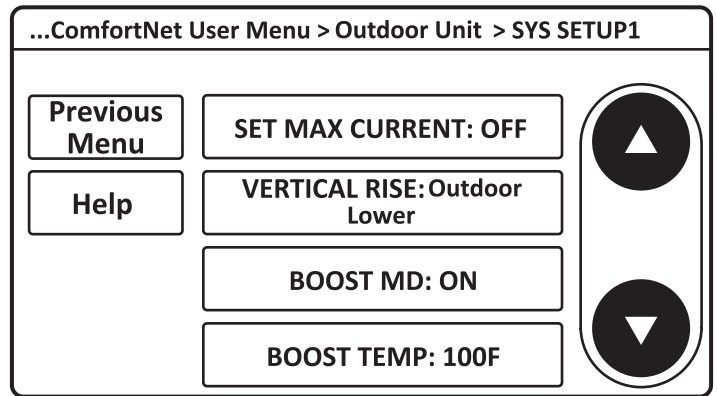 ...ComfortNet User Menu > Outdoor Unit > SYS SETUP1
Previous
Menu
SET MAX CURRENT: OFF
Help
VERTICAL RISE: Outdoor
Lower
BOOST MD: ON
BOOST TEMP: 100F